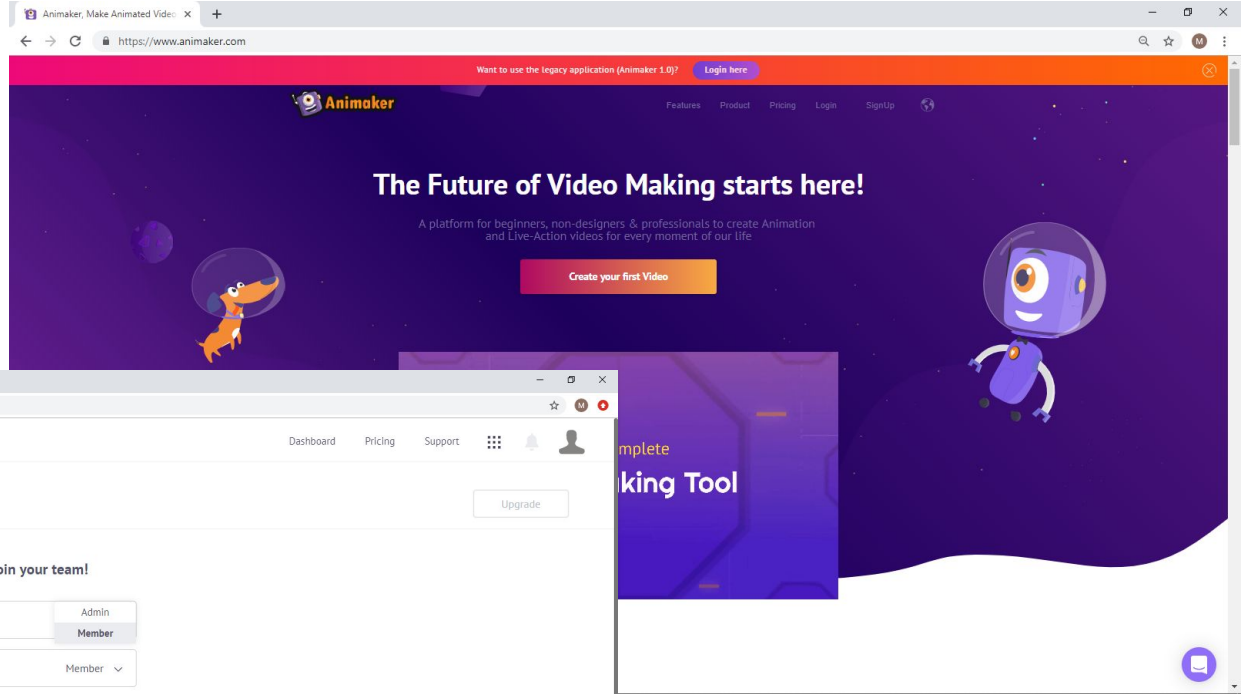 Animaker, Make Animated Video
https://www.animaker.com
M
Want to use the legacy application (Animaker 1.0)? Login here
Animaker
Features Product Pricing Login SignUp
The Future of Video Making starts here!
A platform for beginners, non-designers & professionals to create Animation
and Live-Action videos for every moment of our life
Create your first Video
mplete
king Tool
M
Dashboard Pricing Support
Upgrade
oin your team!
Admin
Member
Member